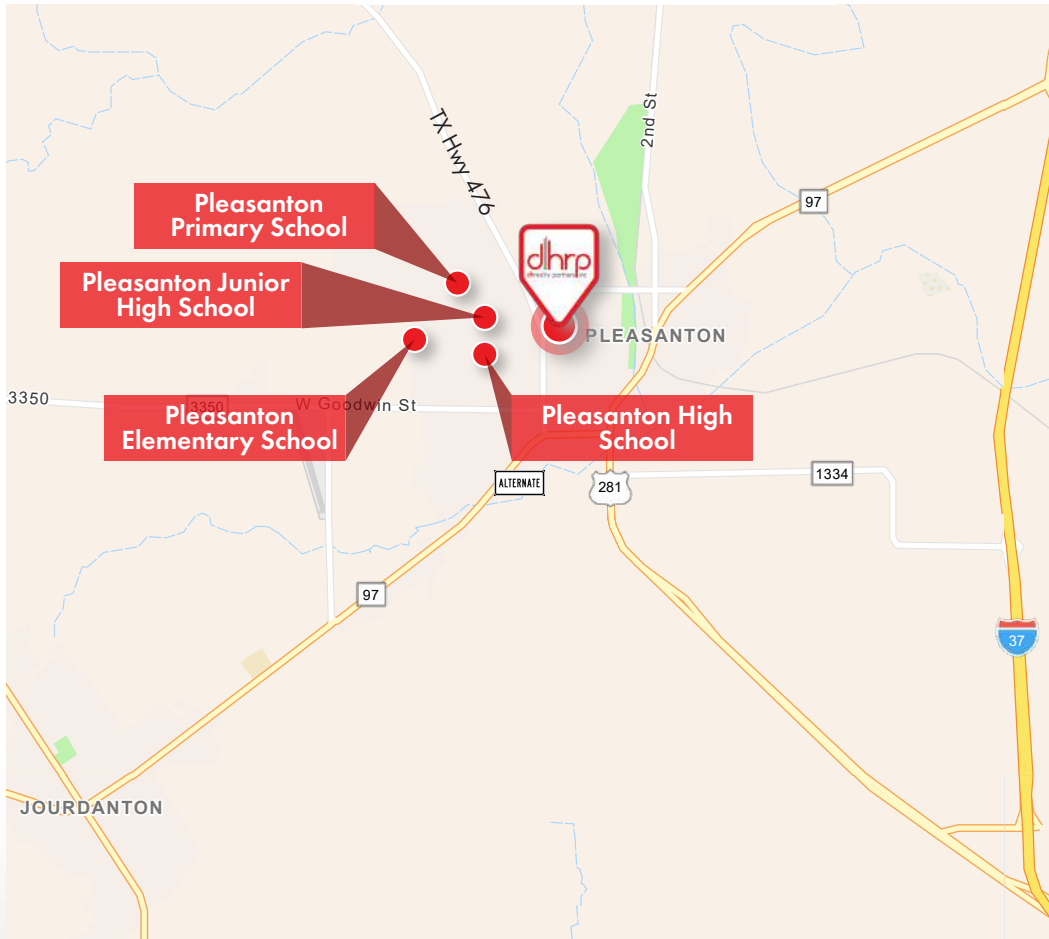 2nd St
TX Hwy 476
97
Pleasanton
Primary School
dhrp
Pleasanton Junior
High School
PLEASANTON
3350
3350
W Goodwin St
Pleasanton
Elementary School
Pleasanton High
School
ALTERNATE
281
1334
97
37
JOURDANTON